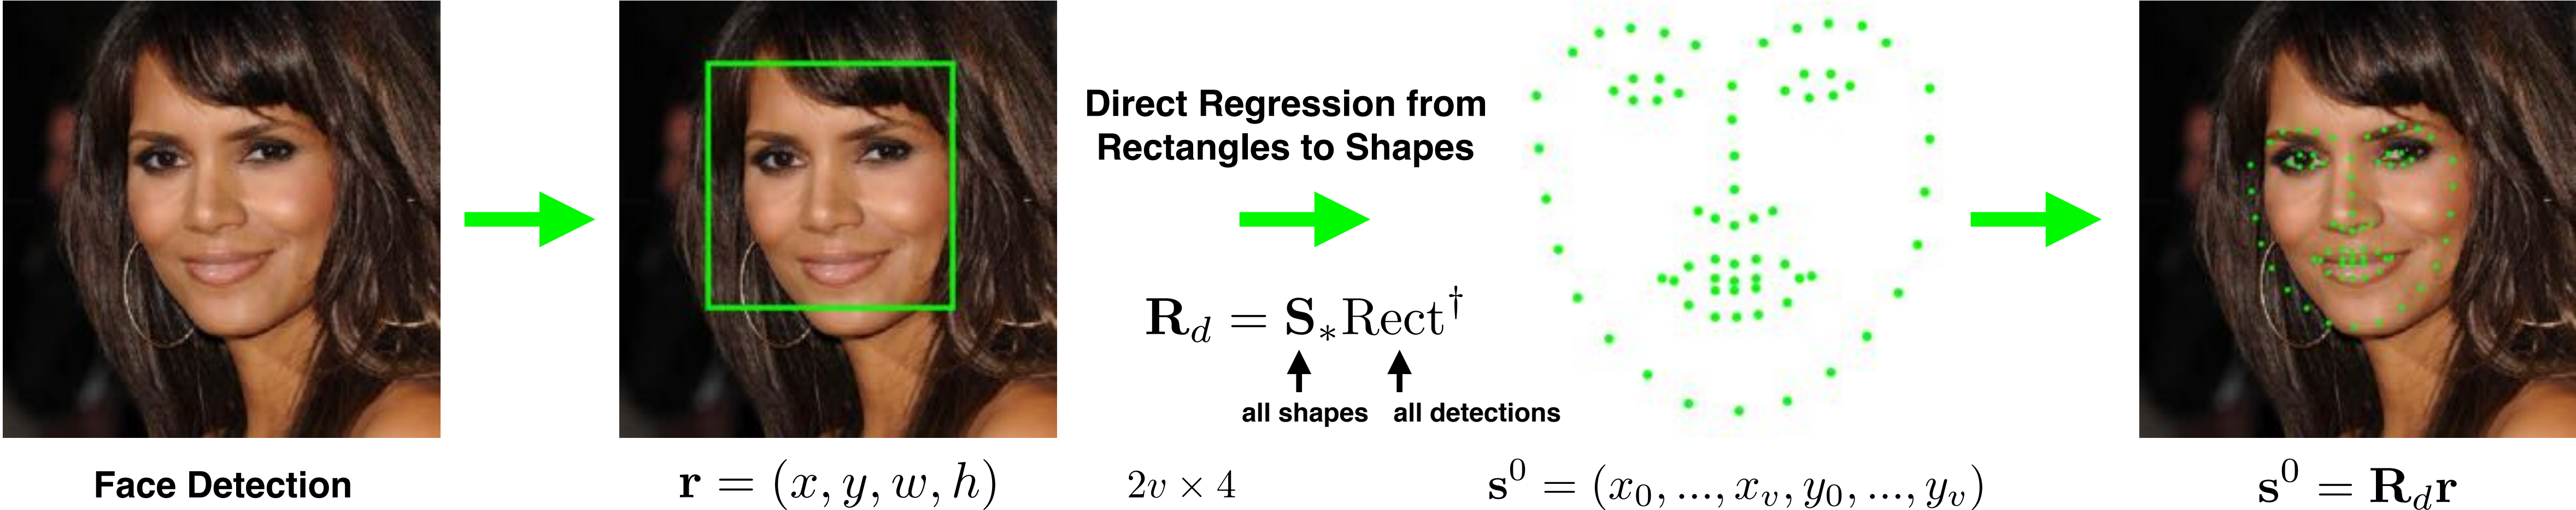 Direct Regression from
Rectangles to Shapes
R_d = S_* Rect^†
all shapes all detections
Face Detection
r = (x, y, w, h)
2v × 4
s^0 = (x_0, ..., x_v, y_0, ..., y_v)
s^0 = R_d r